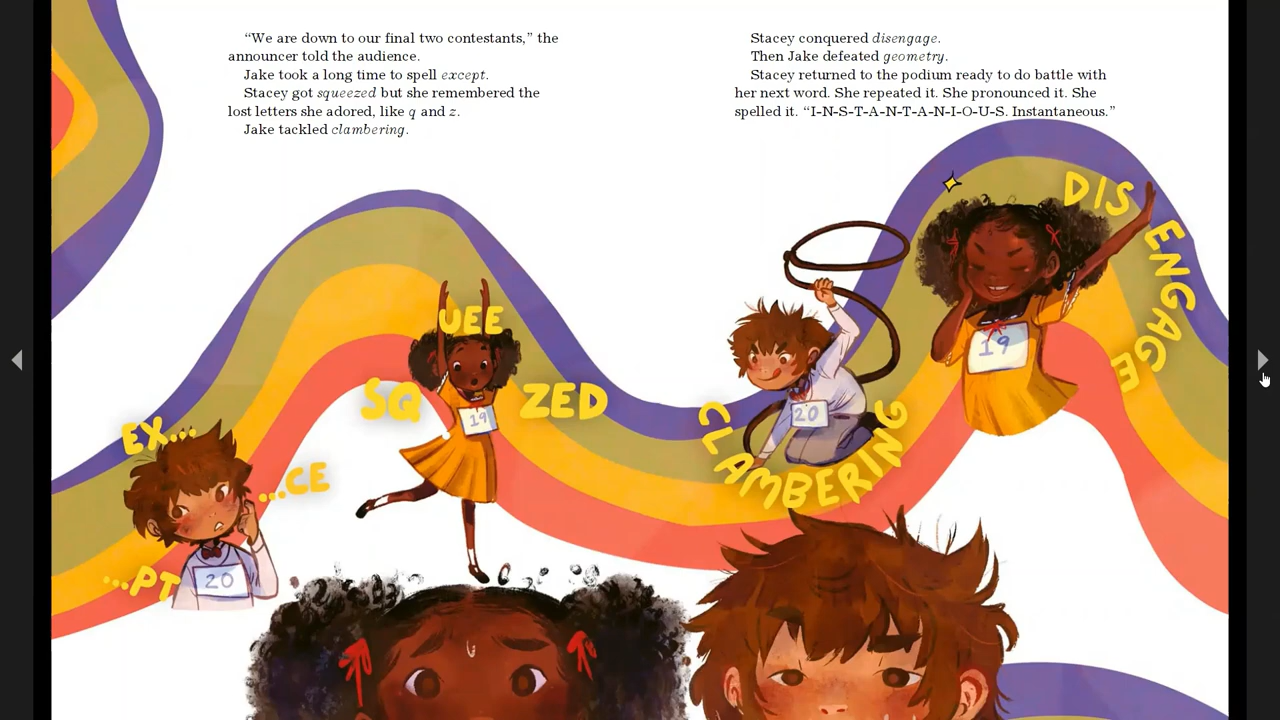 “We are down to our final two contestants,” the
announcer told the audience.
Jake took a long time to spell except.
Stacey got squeezed but she remembered the
lost letters she adored, like q and z.
Jake tackled clambering.
Stacey conquered disengage.
Then Jake defeated geometry.
Stacey returned to the podium ready to do battle with
her next word. She repeated it. She pronounced it. She
spelled it. “I-N-S-T-A-N-T-A-N-I-O-U-S. Instantaneous.”
EX...
...CE
...PT
20
SQ
UEE
ZED
19
CLAMBERING
20
DIS
ENGAGE
19